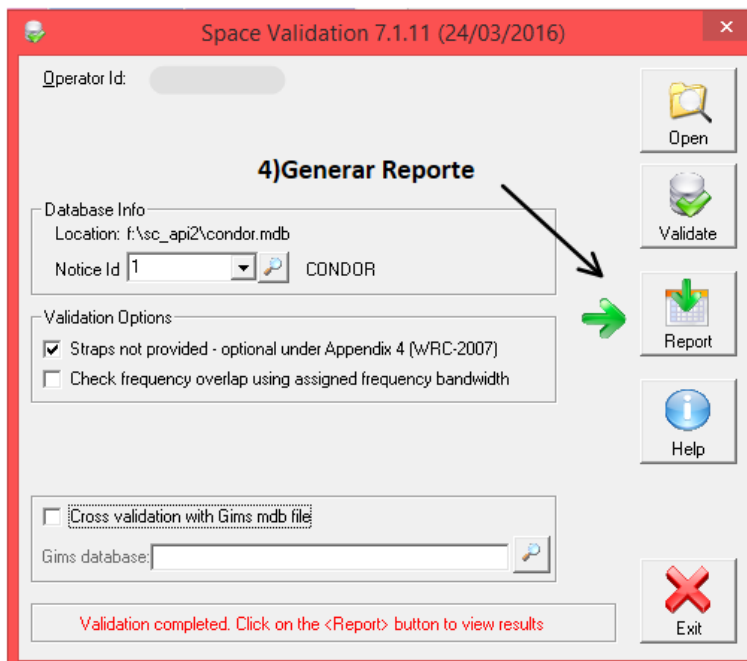 Space Validation 7.1.11 (24/03/2016)
Operator Id:
Open
4)Generar Reporte
Database Info
Location: f:\sc_api2\condor.mdb
Notice Id 1 CONDOR
Validate
Validation Options
Straps not provided - optional under Appendix 4 (WRC-2007)
Check frequency overlap using assigned frequency bandwidth
Report
Help
Cross validation with Gims mdb file
Gims database:
Validation completed. Click on the <Report> button to view results
Exit